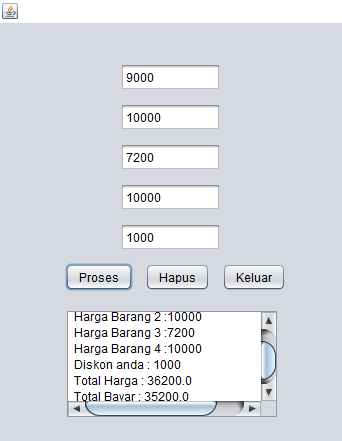 9000
10000
7200
10000
1000
Proses Hapus Keluar
Harga Barang 2 :10000
Harga Barang 3 :7200
Harga Barang 4 :10000
Diskon anda : 1000
Total Harga : 36200.0
Total Bayar : 35200.0